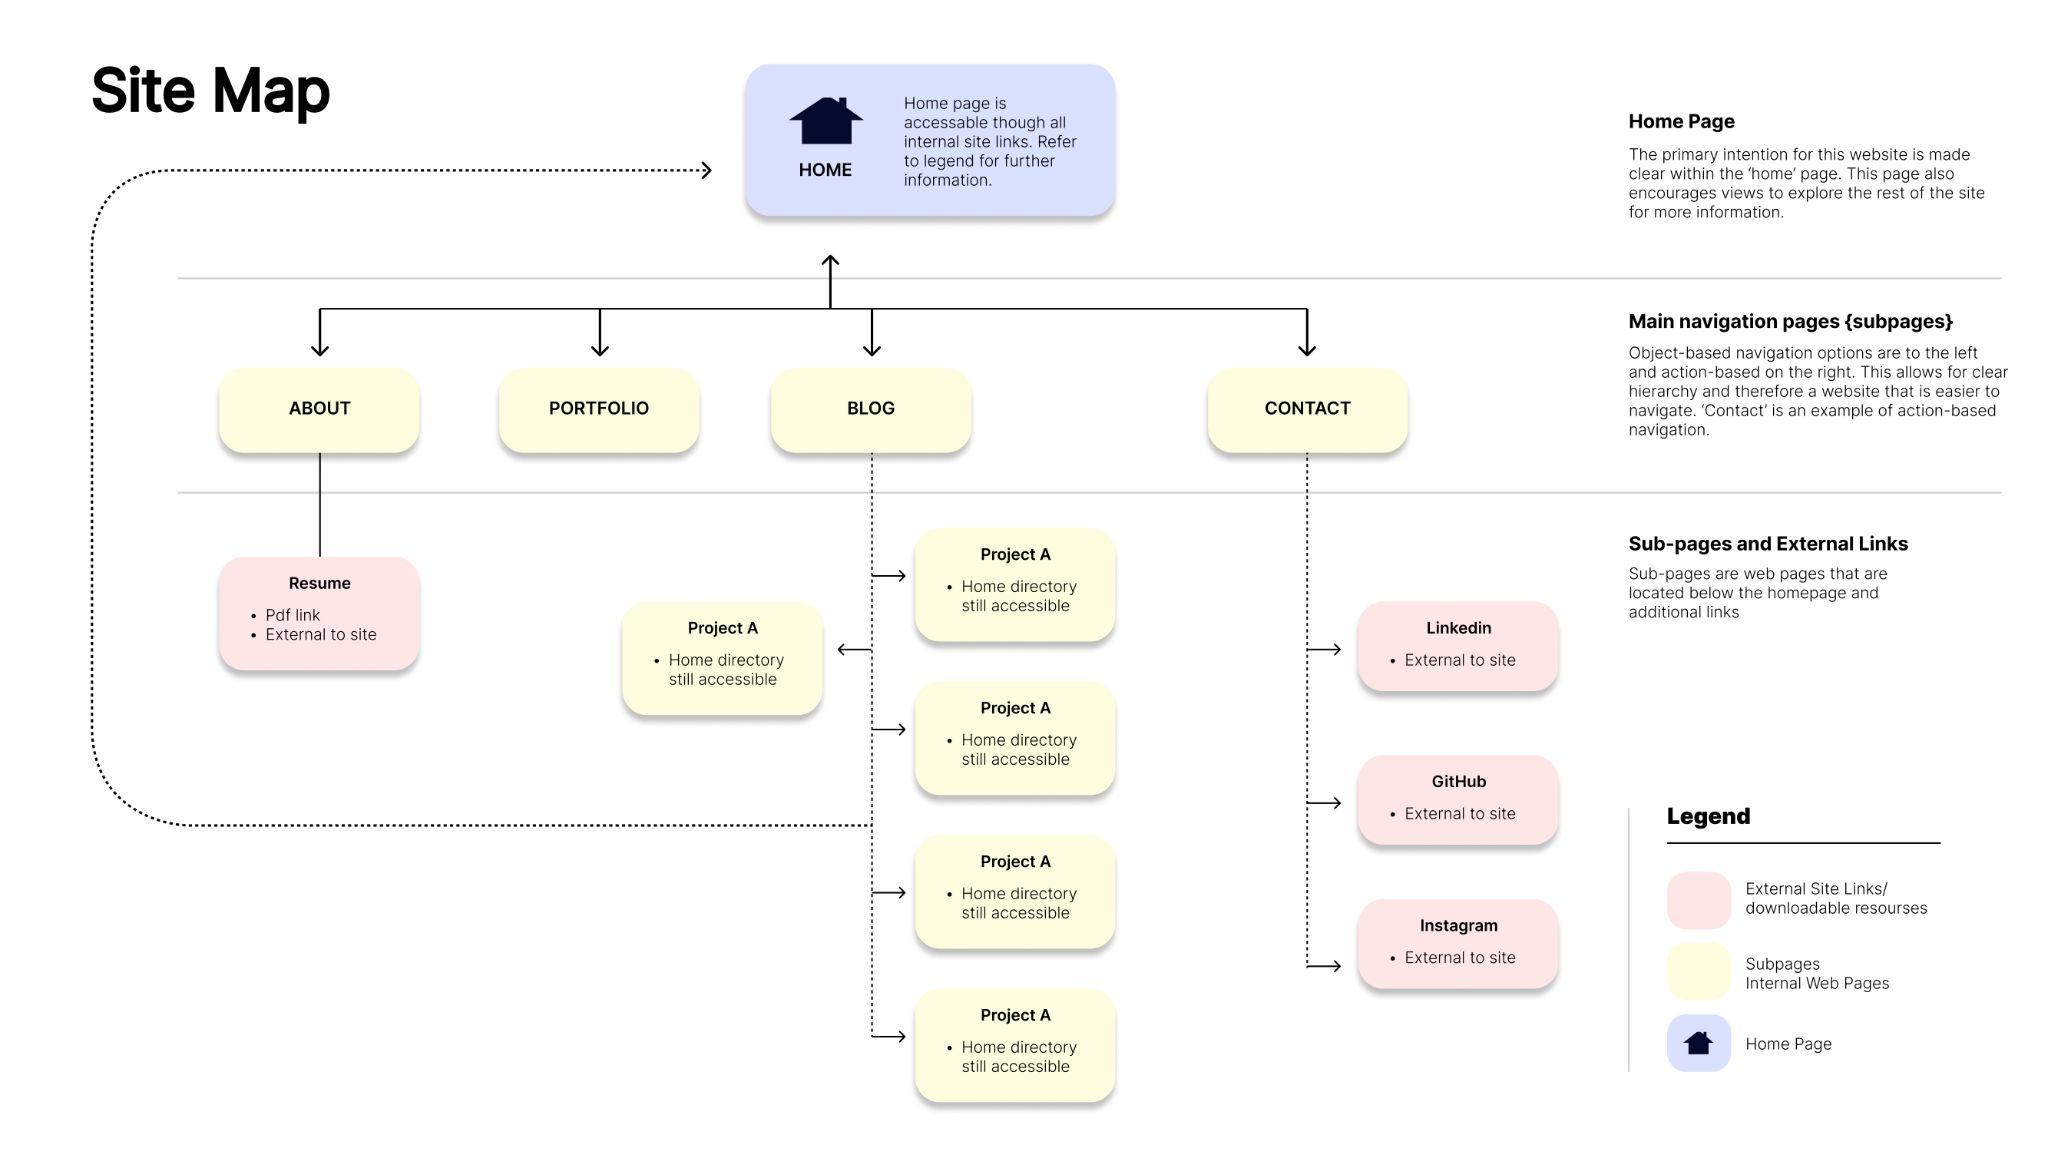 Site Map
HOME
Home page is
accessable though all
internal site links. Refer
to legend for further
information.
Home Page
The primary intention for this website is made
clear within the ‘home’ page. This page also
encourages views to explore the rest of the site
for more information.
Main navigation pages {subpages}
Object-based navigation options are to the left
and action-based on the right. This allows for clear
hierarchy and therefore a website that is easier to
navigate. ‘Contact’ is an example of action-based
navigation.
ABOUT
PORTFOLIO
BLOG
CONTACT
Sub-pages and External Links
Sub-pages are web pages that are
located below the homepage and
additional links
Resume
• Pdf link
• External to site
Project A
• Home directory
still accessible
Project A
• Home directory
still accessible
Project A
• Home directory
still accessible
Project A
• Home directory
still accessible
Project A
• Home directory
still accessible
Linkedin
• External to site
GitHub
• External to site
Instagram
• External to site
Legend
External Site Links/
downloadable resourses
Subpages
Internal Web Pages
Home Page